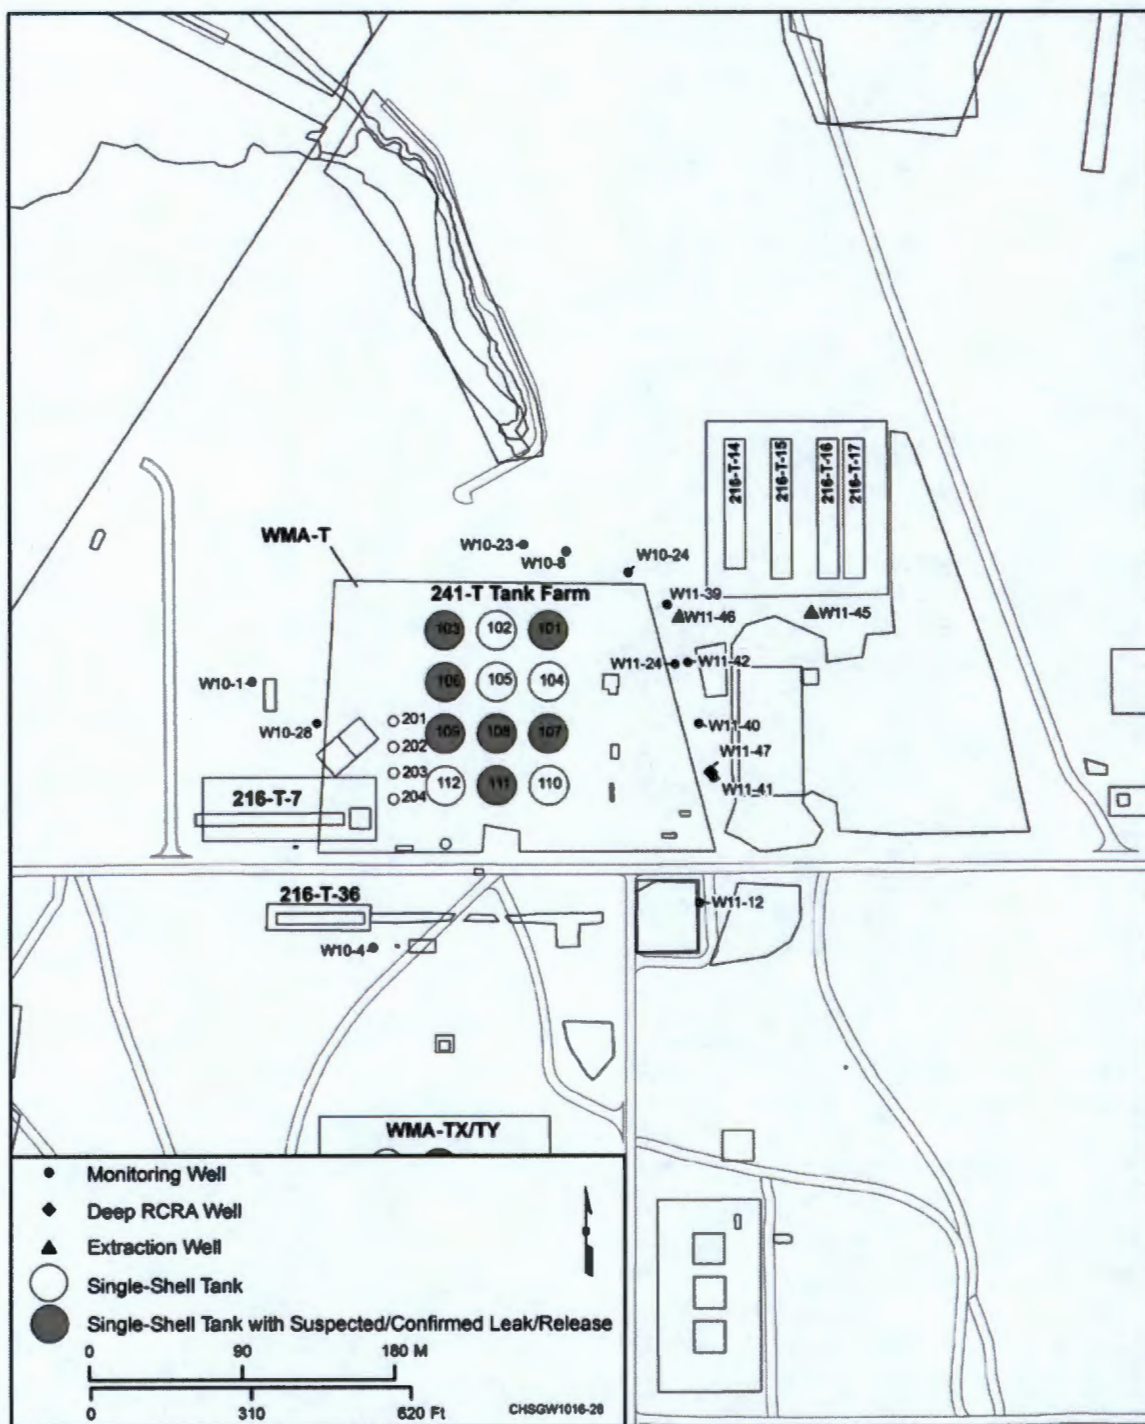 216-T-14
216-T-15
216-T-16
216-T-17
WMA-T
W10-23
W10-8
W10-24
241-T Tank Farm
W11-39
W11-46
W11-45
103
102
101
W11-24
W11-42
W10-1
106
105
104
W10-28
201
W11-40
109
108
107
202
W11-47
203
112
111
110
W11-41
216-T-7
204
216-T-36
W11-12
W10-4
WMA-TX/TY
Monitoring Well
Deep RCRA Well
Extraction Well
Single-Shell Tank
Single-Shell Tank with Suspected/Confirmed Leak/Release
0 90 180 M
0 310 620 Ft
CHSGW1016-28